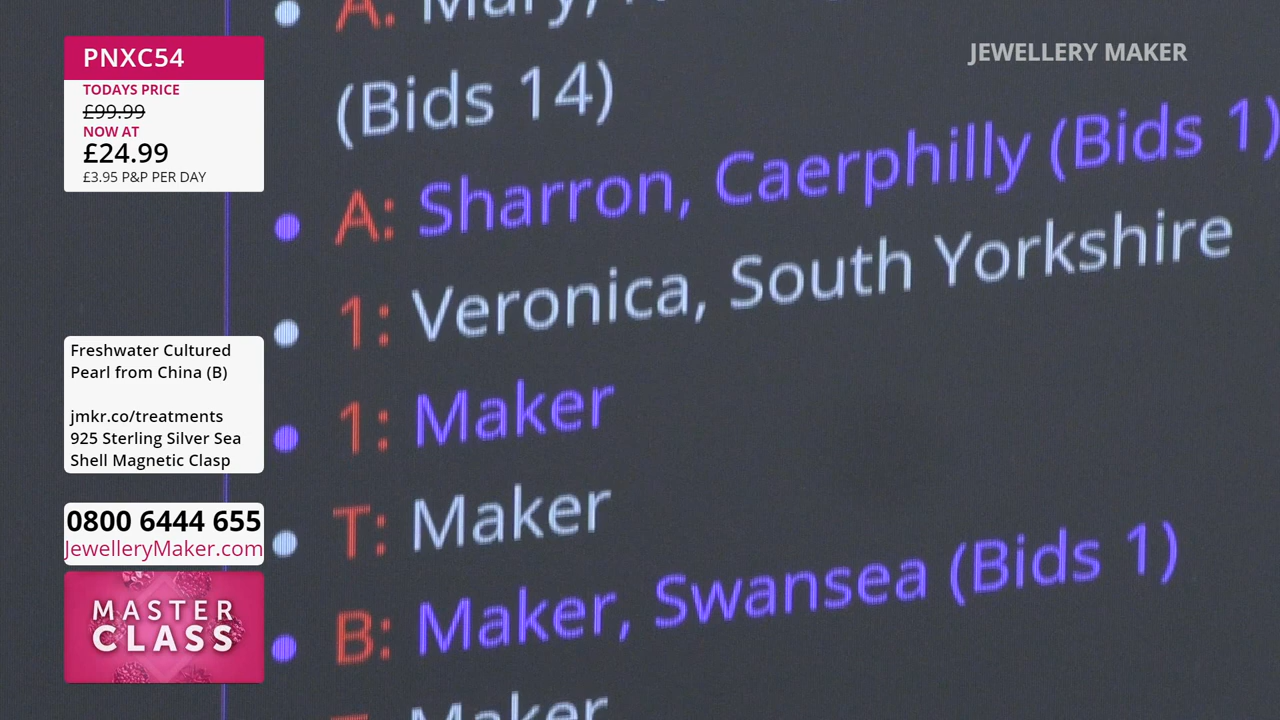 PNXC54
TODAYS PRICE
£99.99
NOW AT
£24.99
£3.95 P&P PER DAY
JEWELLERY MAKER
A: Mary,
(Bids 14)
A: Sharron, Caerphilly (Bids 1)
1: Veronica, South Yorkshire
1: Maker
T: Maker
B: Maker, Swansea (Bids 1)
Maker
Freshwater Cultured
Pearl from China (B)
jmkr.co/treatments
925 Sterling Silver Sea
Shell Magnetic Clasp
0800 6444 655
JewelleryMaker.com
MASTER
CLASS